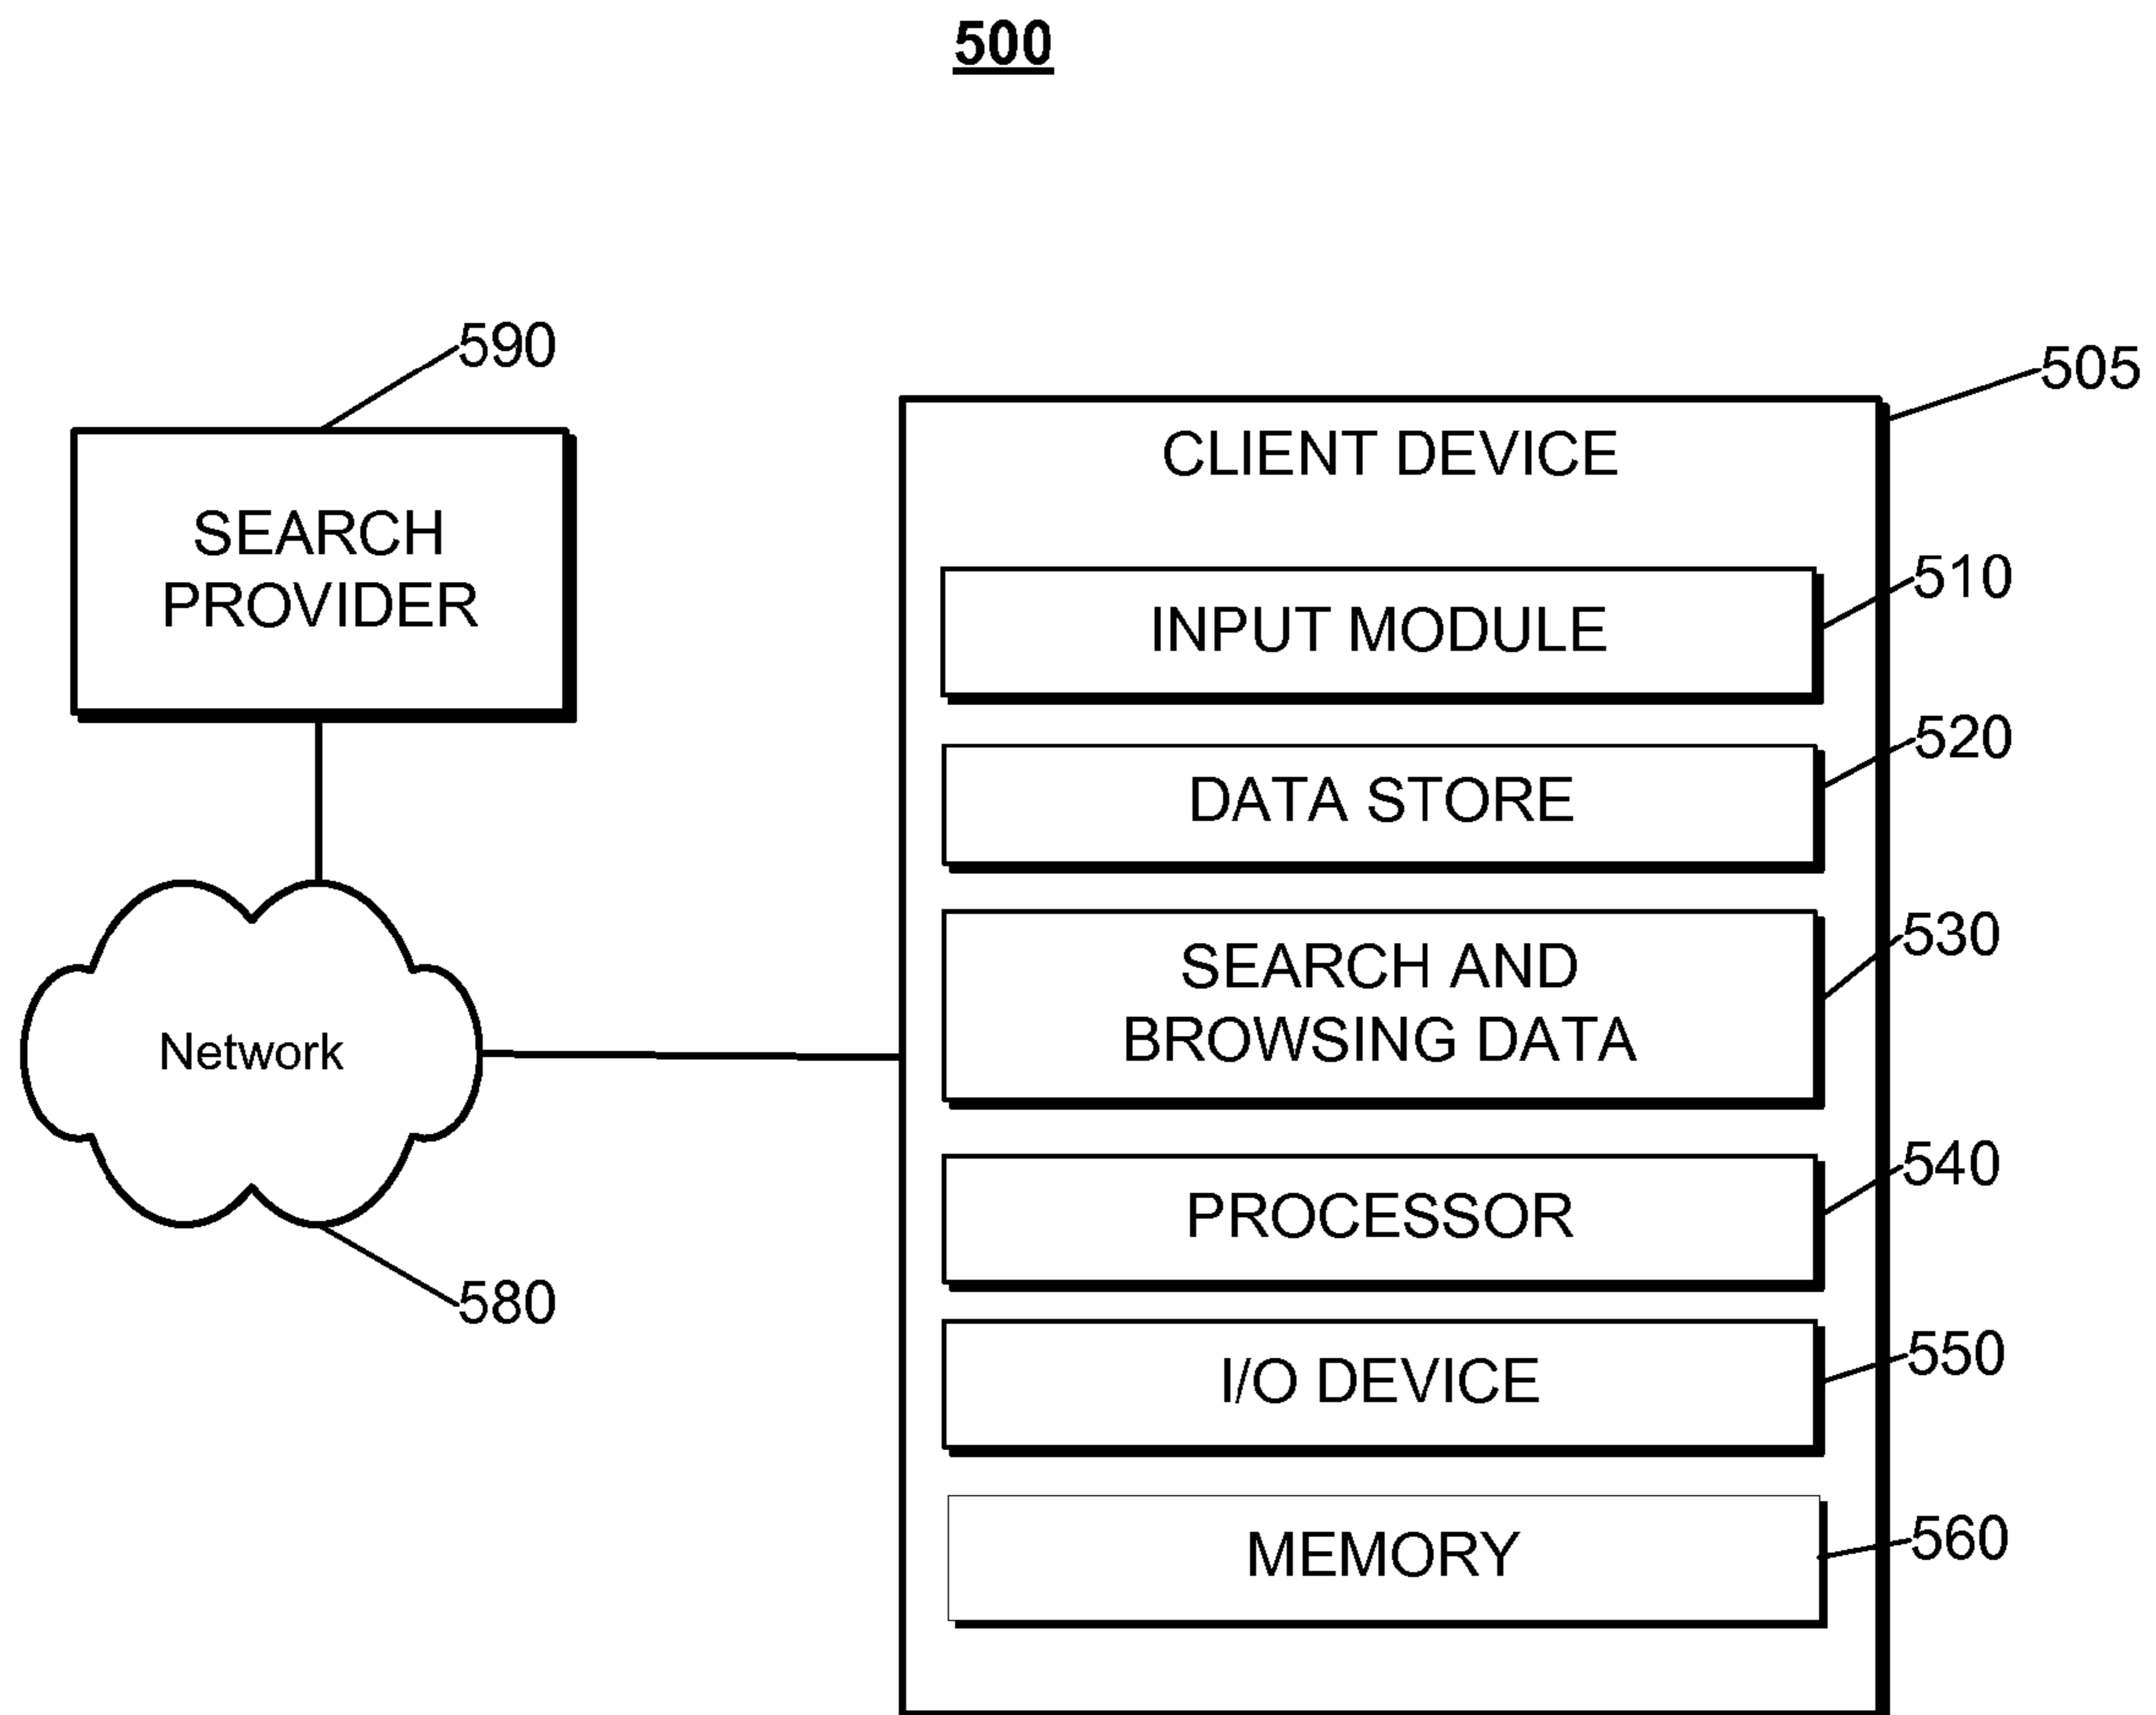 500
590
505
SEARCH
PROVIDER
CLIENT DEVICE
510
INPUT MODULE
520
DATA STORE
530
SEARCH AND
BROWSING DATA
Network
540
PROCESSOR
580
550
I/O DEVICE
560
MEMORY